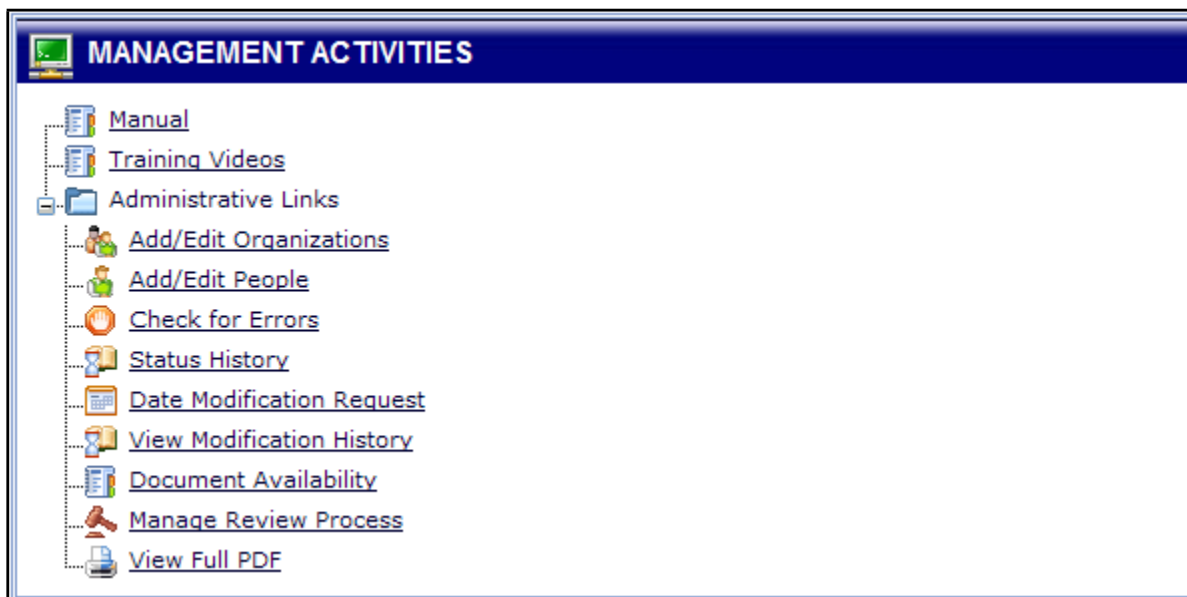 MANAGEMENT ACTIVITIES
Manual
Training Videos
Administrative Links
Add/Edit Organizations
Add/Edit People
Check for Errors
Status History
Date Modification Request
View Modification History
Document Availability
Manage Review Process
View Full PDF